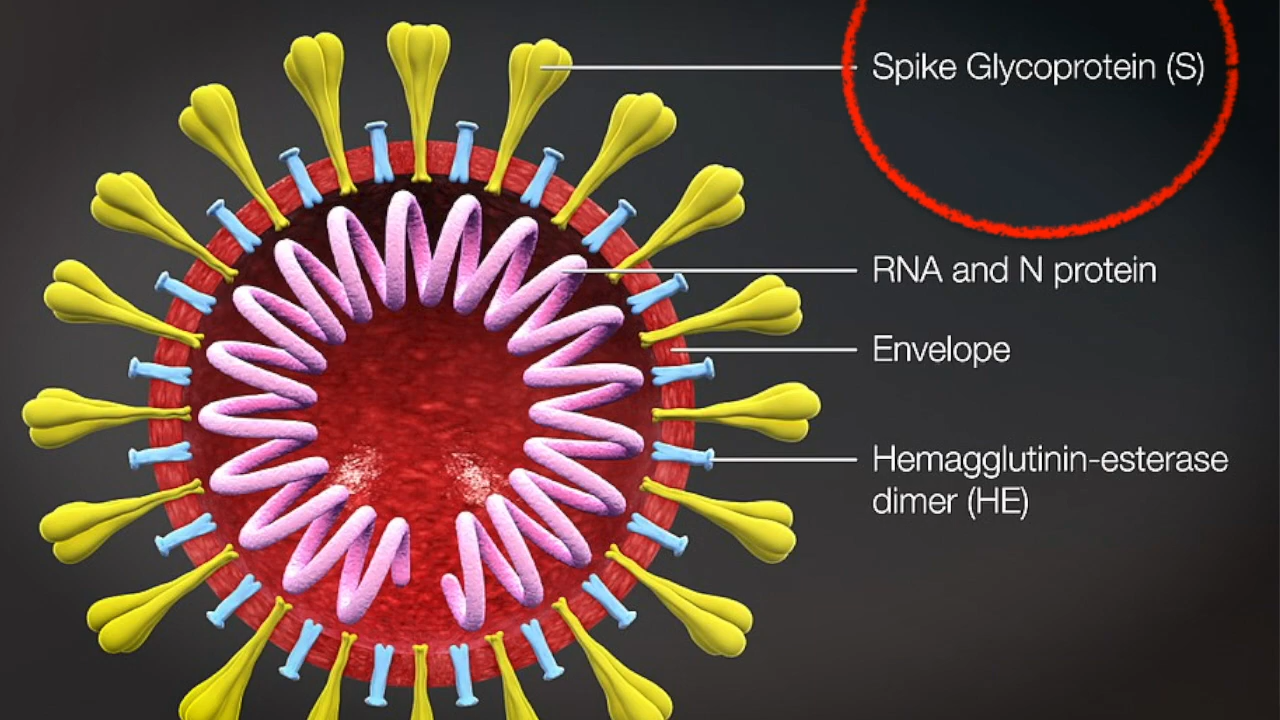 Spike Glycoprotein (S)
RNA and N protein
Envelope
Hemagglutinin-esterase
dimer (HE)